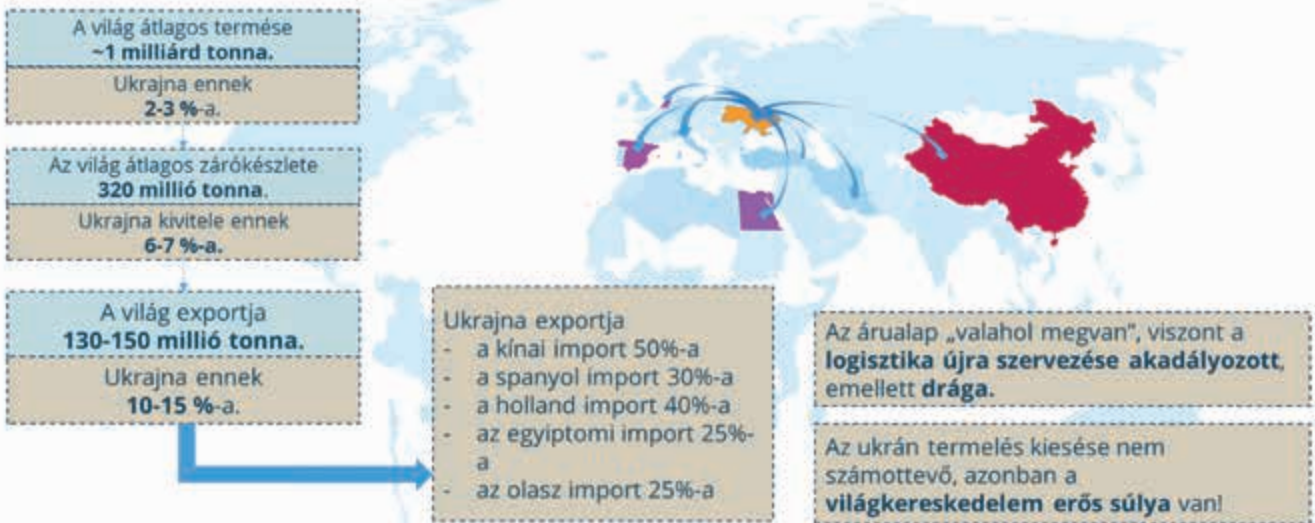 A világ átlagos termése
~1 milliárd tonna.
Ukrajna ennek
2-3 %-a.
Az világ átlagos zárókészlete
320 millió tonna.
Ukrajna kivitele ennek
6-7 %-a.
A világ exportja
130-150 millió tonna.
Ukrajna ennek
10-15 %-a.
Ukrajna exportja
- a kínai import 50%-a
- a spanyol import 30%-a
- a holland import 40%-a
- az egyiptomi import 25%-
a
- az olasz import 25%-a
Az árualap „valahol megvan”, viszont a
logisztika újra szervezése akadályozott,
emellett drága.
Az ukrán termelés kiesése nem
számottevő, azonban a
világkereskedelem erős súlya van!